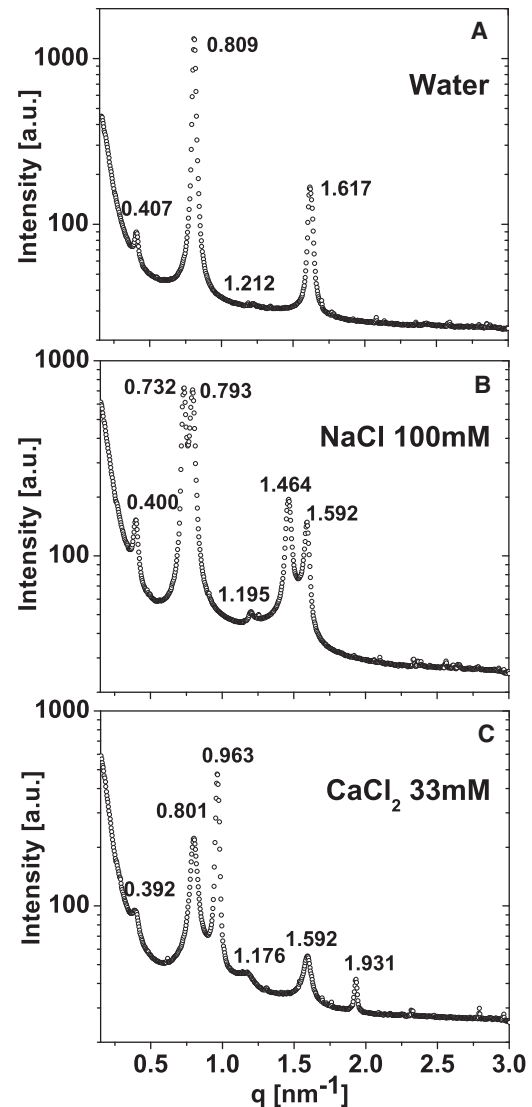 A
Water
1000
100
Intensity [a.u.]
0.407
0.809
1.212
1.617
B
NaCl 100mM
1000
100
Intensity [a.u.]
0.732
0.793
0.400
1.195
1.464
1.592
C
CaCl2 33mM
1000
100
Intensity [a.u.]
0.392
0.801
0.963
1.176
1.592
1.931
0.5 1.0 1.5 2.0 2.5 3.0
q [nm-1]